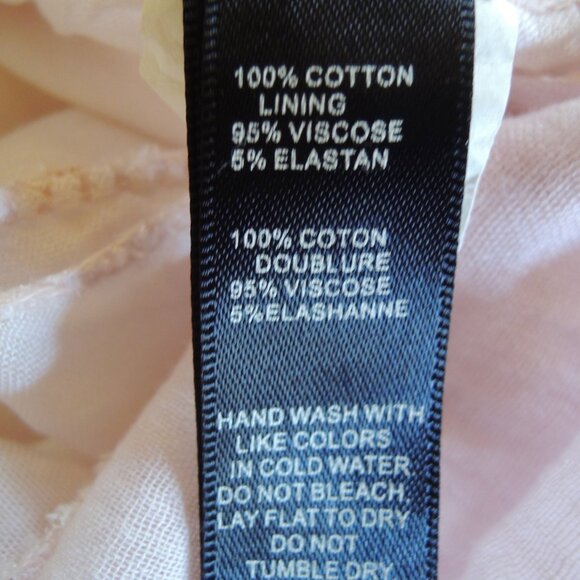 100% COTTON
LINING
95% VISCOSE
5% ELASTAN
100% COTON
DOUBLURE
95% VISCOSE
5%ELASHANNE
HAND WASH WITH
LIKE COLORS
IN COLD WATER
DO NOT BLEACH
LAY FLAT TO DRY
DO NOT
TUMBLE DRY